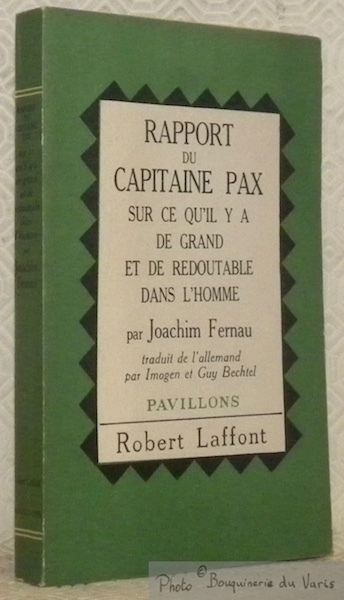 RAPPORT
DU
CAPITAINE PAX
SUR CE QU'IL Y A
DE GRAND
ET DE REDOUTABLE
DANS L'HOMME
par Joachim Fernau
traduit de l'allemand
par Imogen et Guy Bechtel
PAVILLONS
Robert Laffont
Photo © Bouquinerie du Varis